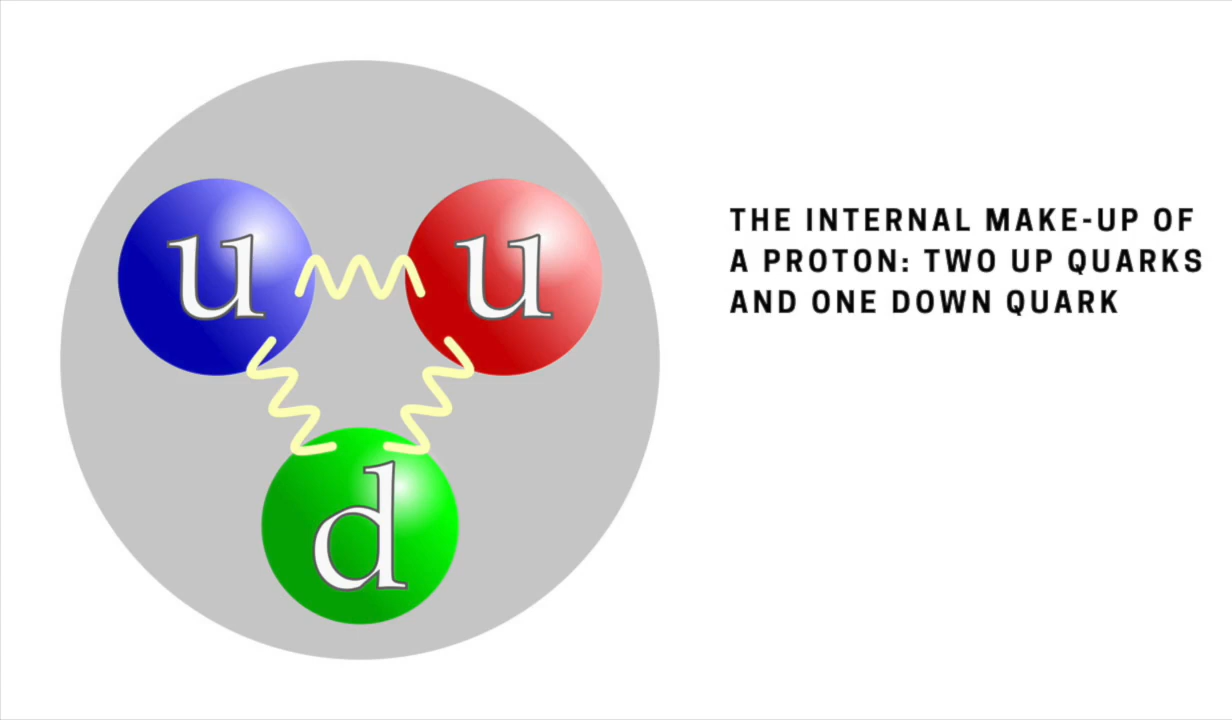 u u
d
THE INTERNAL MAKE-UP OF
A PROTON: TWO UP QUARKS
AND ONE DOWN QUARK